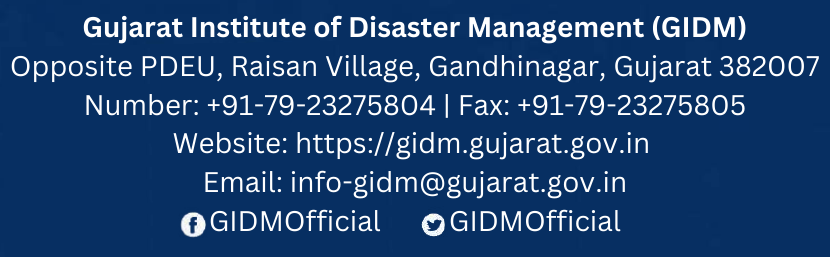 Gujarat Institute of Disaster Management (GIDM)
Opposite PDEU, Raisan Village, Gandhinagar, Gujarat 382007
Number: +91-79-23275804 | Fax: +91-79-23275805
Website: https://gidm.gujarat.gov.in
Email: info-gidm@gujarat.gov.in
GIDMOfficial GIDMOfficial